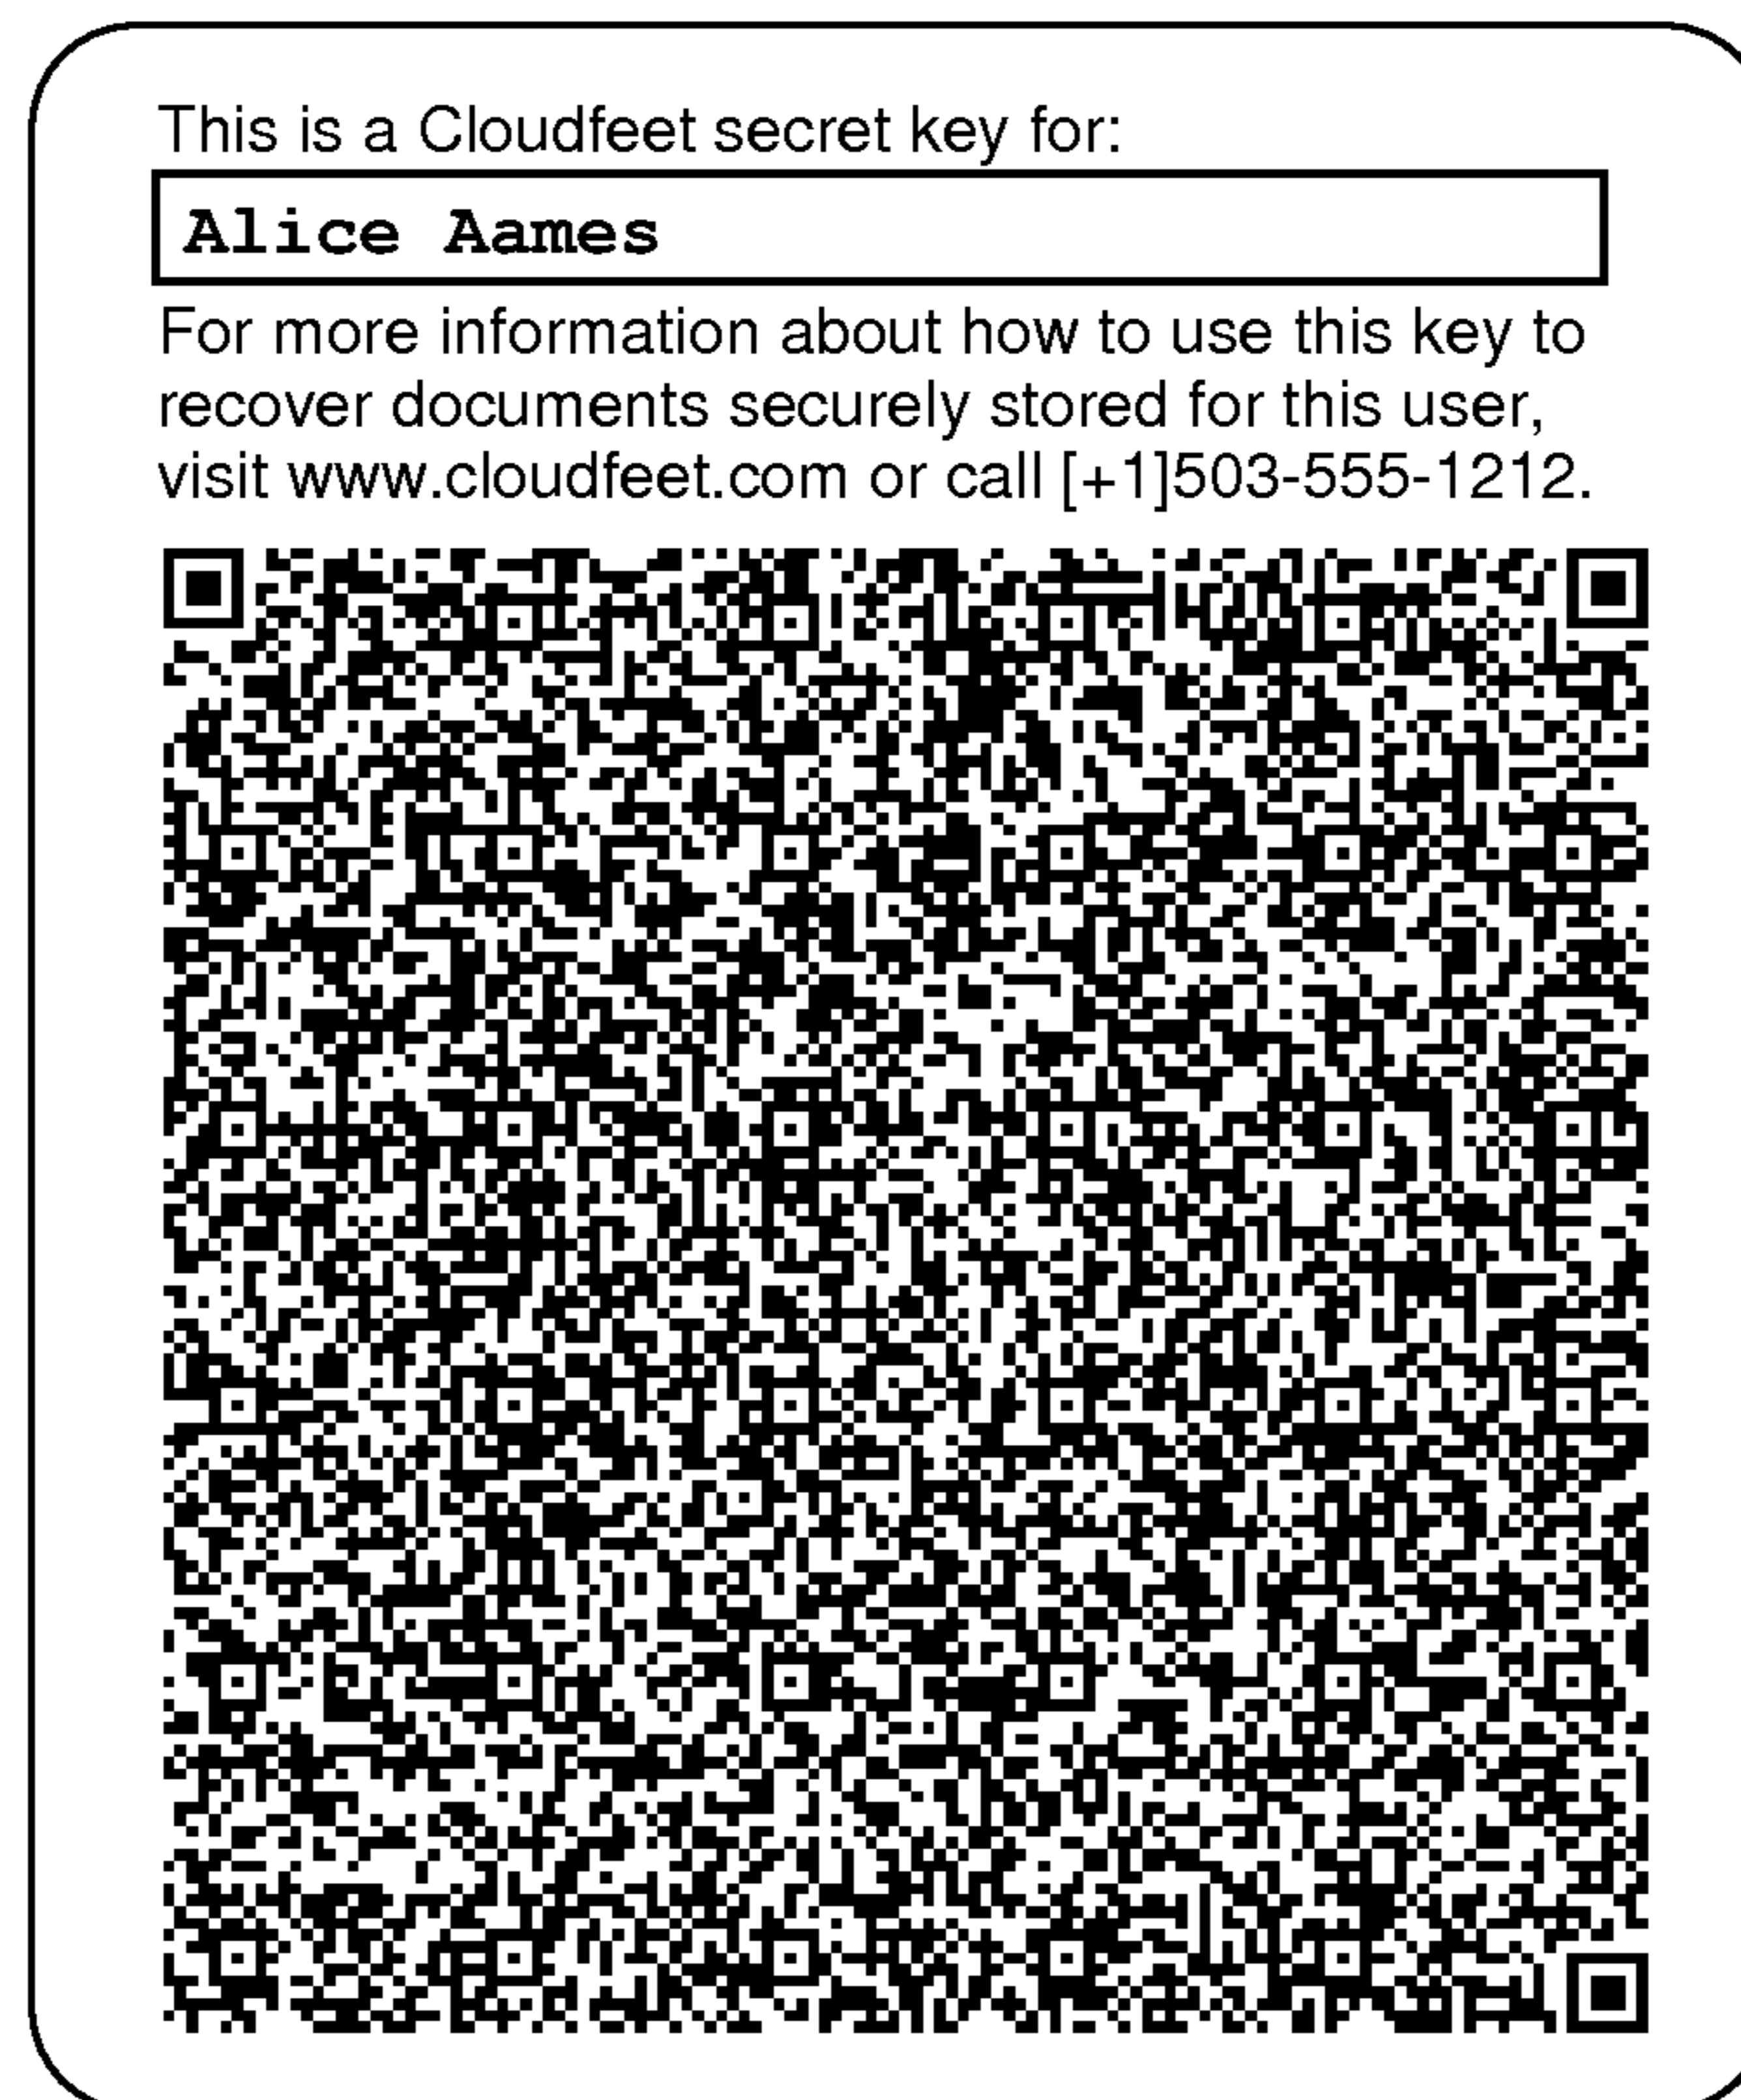 This is a Cloudfeet secret key for:
Alice Aames
For more information about how to use this key to
recover documents securely stored for this user,
visit www.cloudfeet.com or call [+1]503-555-1212.